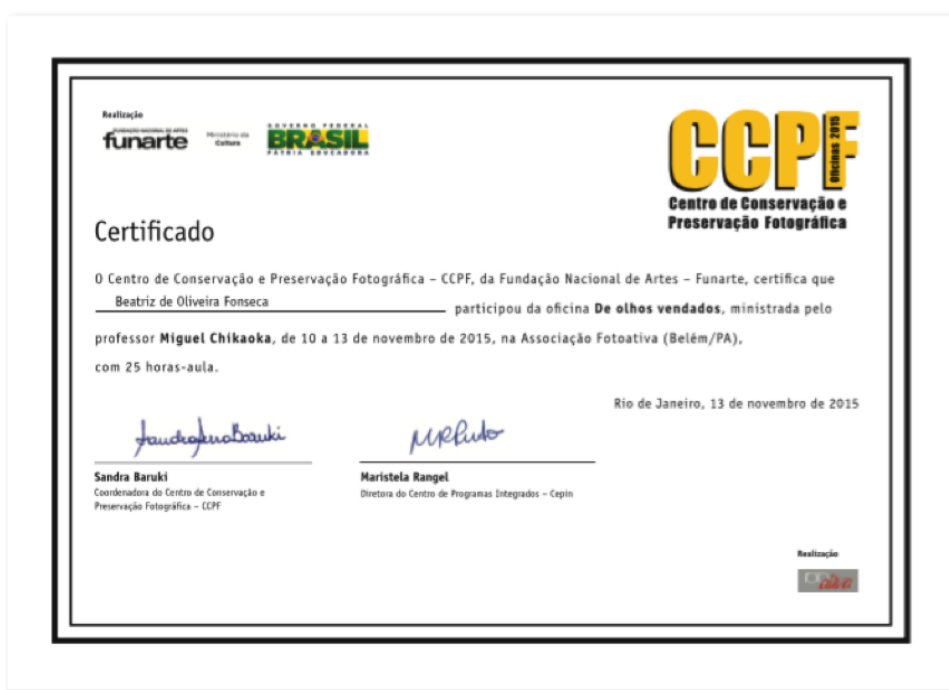 Realização
FUNDAÇÃO NACIONAL DE ARTES
funarte
Ministério da
Cultura
GOVERNO FEDERAL
BRASIL
PÁTRIA EDUCADORA
CCPF
Oficinas 2015
Centro de Conservação e
Preservação Fotográfica
Certificado
O Centro de Conservação e Preservação Fotográfica – CCPF, da Fundação Nacional de Artes – Funarte, certifica que
Beatriz de Oliveira Fonseca participou da oficina De olhos vendados, ministrada pelo
professor Miguel Chikaoka, de 10 a 13 de novembro de 2015, na Associação Fotoativa (Belém/PA),
com 25 horas-aula.
Rio de Janeiro, 13 de novembro de 2015
Sandra Baruki
Coordenadora do Centro de Conservação e
Preservação Fotográfica – CCPF
Maristela Rangel
Diretora do Centro de Programas Integrados – Cepin
Realização